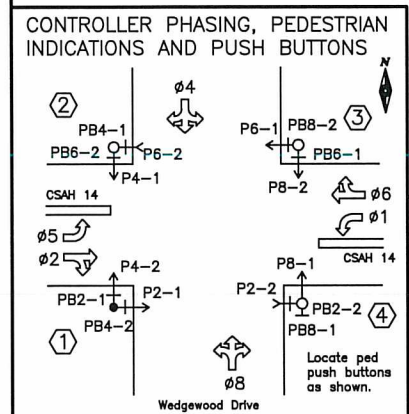 CONTROLLER PHASING, PEDESTRIAN
INDICATIONS AND PUSH BUTTONS
N
ø4
2
3
PB4-1
P6-1
PB8-2
PB6-2
P6-2
PB6-1
P4-1
P8-2
CSAH 14
ø6
ø5
ø1
ø2
CSAH 14
P4-2
P8-1
PB2-1
P2-1
P2-2
PB2-2
PB4-2
PB8-1
1
4
ø8
Locate ped
push buttons
as shown.
Wedgewood Drive